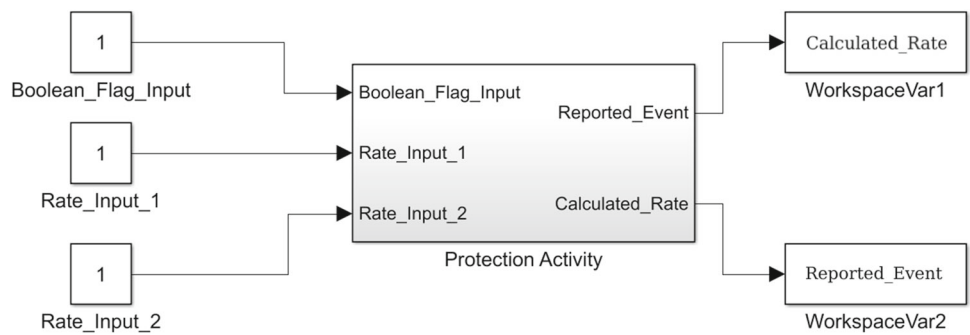 1
Boolean_Flag_Input
1
Rate_Input_1
1
Rate_Input_2
Boolean_Flag_Input
Rate_Input_1
Rate_Input_2
Reported_Event
Calculated_Rate
Protection Activity
Calculated_Rate
WorkspaceVar1
Reported_Event
WorkspaceVar2